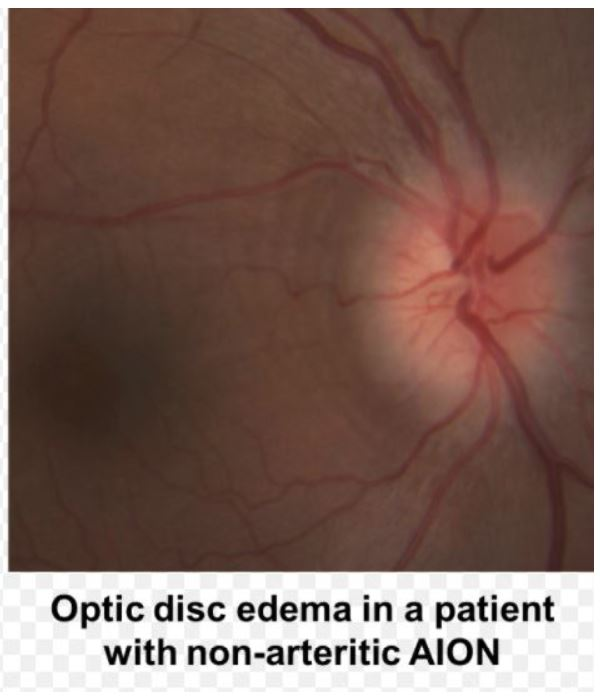 Optic disc edema in a patient
with non-arteritic AION